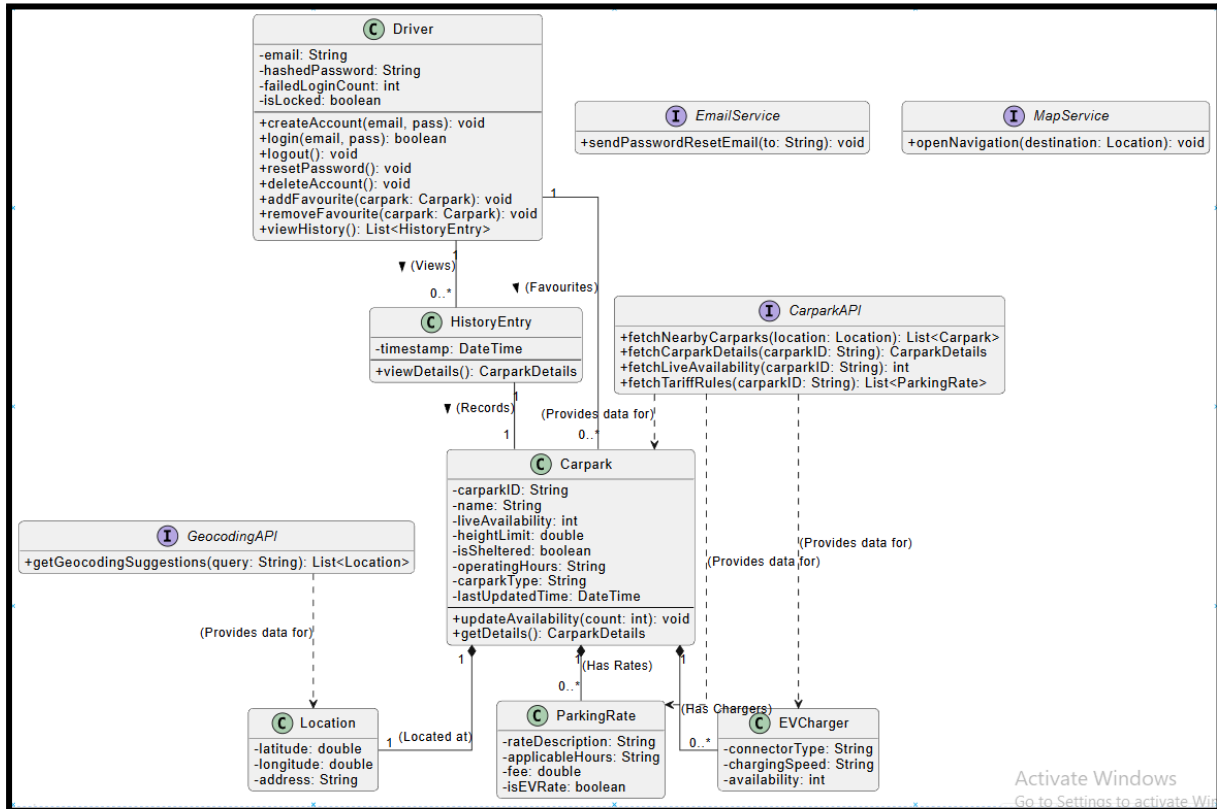 C Driver
-email: String
-hashedPassword: String
-failedLoginCount: int
-isLocked: boolean
+createAccount(email, pass): void
+login(email, pass): boolean
+logout(): void
+resetPassword(): void
+deleteAccount(): void
+addFavourite(carpark: Carpark): void
+removeFavourite(carpark: Carpark): void
+viewHistory(): List<HistoryEntry>
I EmailService
+sendPasswordResetEmail(to: String): void
I MapService
+openNavigation(destination: Location): void
1
1
(Views)
0..*
(Favourites)
C HistoryEntry
-timestamp: DateTime
+viewDetails(): CarparkDetails
I CarparkAPI
+fetchNearbyCarparks(location: Location): List<Carpark>
+fetchCarparkDetails(carparkID: String): CarparkDetails
+fetchLiveAvailability(carparkID: String): int
+fetchTariffRules(carparkID: String): List<ParkingRate>
1
(Records)
1
0..*
(Provides data for)
C Carpark
-carparkID: String
-name: String
-liveAvailability: int
-heightLimit: double
-isSheltered: boolean
-operatingHours: String
-carparkType: String
-lastUpdatedTime: DateTime
+updateAvailability(count: int): void
+getDetails(): CarparkDetails
I GeocodingAPI
+getGeocodingSuggestions(query: String): List<Location>
(Provides data for)
(Provides data for)
(Provides data for)
1
1
1
(Has Rates)
0..*
(Has Chargers)
(Located at)
1
0..*
C Location
-latitude: double
-longitude: double
-address: String
C ParkingRate
-rateDescription: String
-applicableHours: String
-fee: double
-isEVRate: boolean
C EVCharger
-connectorType: String
-chargingSpeed: String
-availability: int
Activate Windows
Go to Settings to activate Wi